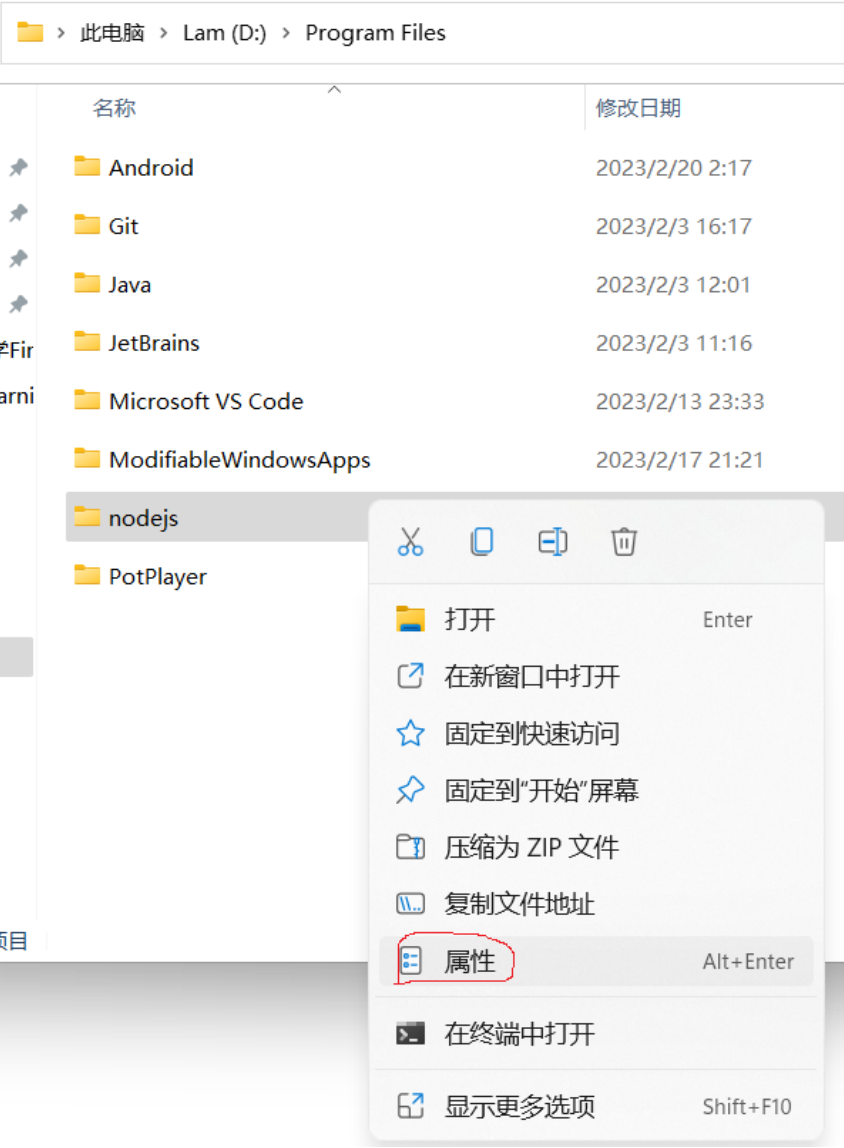 此电脑 > Lam (D:) > Program Files
名称 修改日期
Android 2023/2/20 2:17
Git 2023/2/3 16:17
Java 2023/2/3 12:01
JetBrains 2023/2/3 11:16
Microsoft VS Code 2023/2/13 23:33
ModifiableWindowsApps 2023/2/17 21:21
nodejs
PotPlayer
打开 Enter
在新窗口中打开
固定到快速访问
固定到"开始"屏幕
压缩为 ZIP 文件
复制文件地址
属性 Alt+Enter
在终端中打开
显示更多选项 Shift+F10